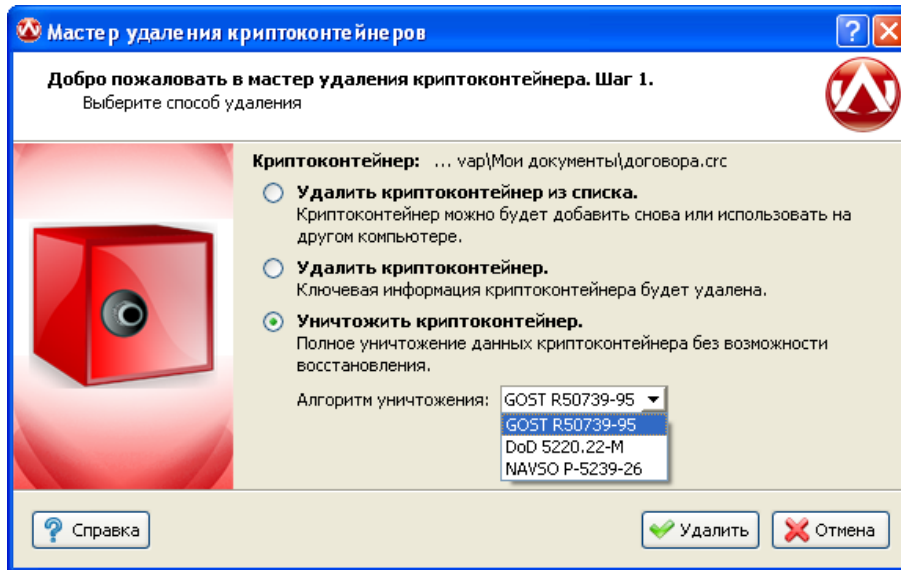 Мастер удаления криптоконтейнеров
Добро пожаловать в мастер удаления криптоконтейнера. Шаг 1.
Выберите способ удаления
Криптоконтейнер: ... vap\Мои документы\договора.crc
Удалить криптоконтейнер из списка.
Криптоконтейнер можно будет добавить снова или использовать на
другом компьютере.
Удалить криптоконтейнер.
Ключевая информация криптоконтейнера будет удалена.
Уничтожить криптоконтейнер.
Полное уничтожение данных криптоконтейнера без возможности
восстановления.
Алгоритм уничтожения: GOST R50739-95
GOST R50739-95
DoD 5220.22-M
NAVSO P-5239-26
Справка Удалить Отмена